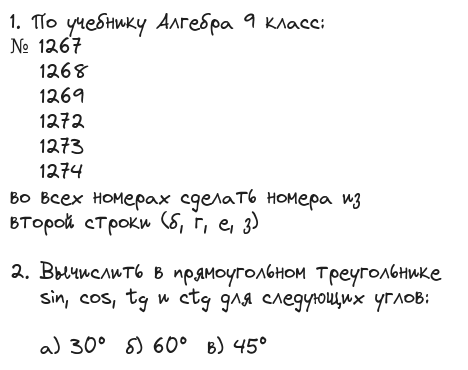 1. По учебнику Алгебра 9 класс:
№ 1267
1268
1269
1272
1273
1274
во всех номерах сделать номера из
второй строки (б, г, е, з)
2. Вычислить в прямоугольном треугольнике
sin, cos, tg и ctg для следующих углов:
а) 30° б) 60° в) 45°